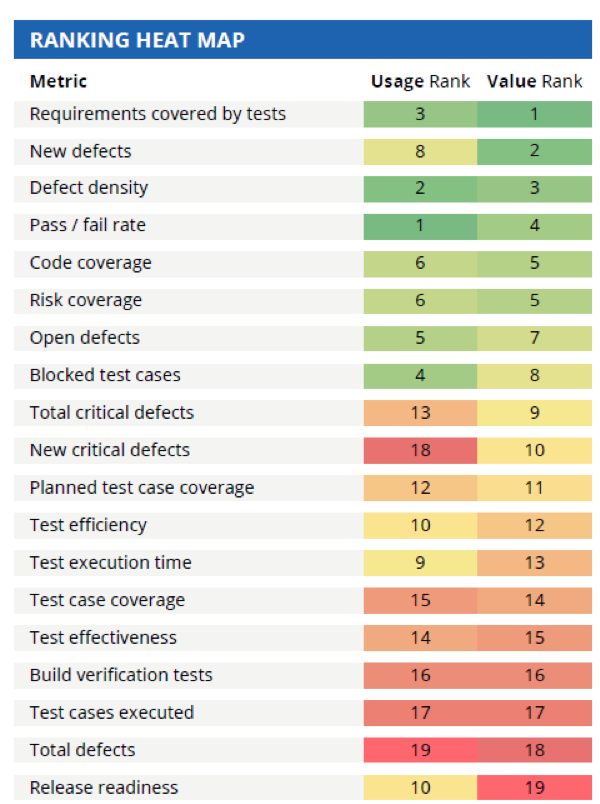 RANKING HEAT MAP
Metric Usage Rank Value Rank
Requirements covered by tests 3 1
New defects 8 2
Defect density 2 3
Pass / fail rate 1 4
Code coverage 6 5
Risk coverage 6 5
Open defects 5 7
Blocked test cases 4 8
Total critical defects 13 9
New critical defects 18 10
Planned test case coverage 12 11
Test efficiency 10 12
Test execution time 9 13
Test case coverage 15 14
Test effectiveness 14 15
Build verification tests 16 16
Test cases executed 17 17
Total defects 19 18
Release readiness 10 19